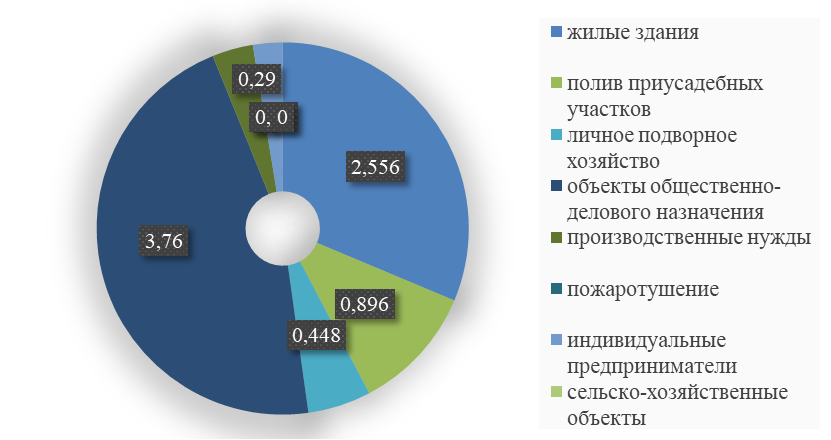 0,29
0, 0
2,556
3,76
0,896
0,448
жилые здания
полив приусадебных
участков
личное подворное
хозяйство
объекты общественно-
делового назначения
производственные нужды
пожаротушение
индивидуальные
предприниматели
сельско-хозяйственные
объекты